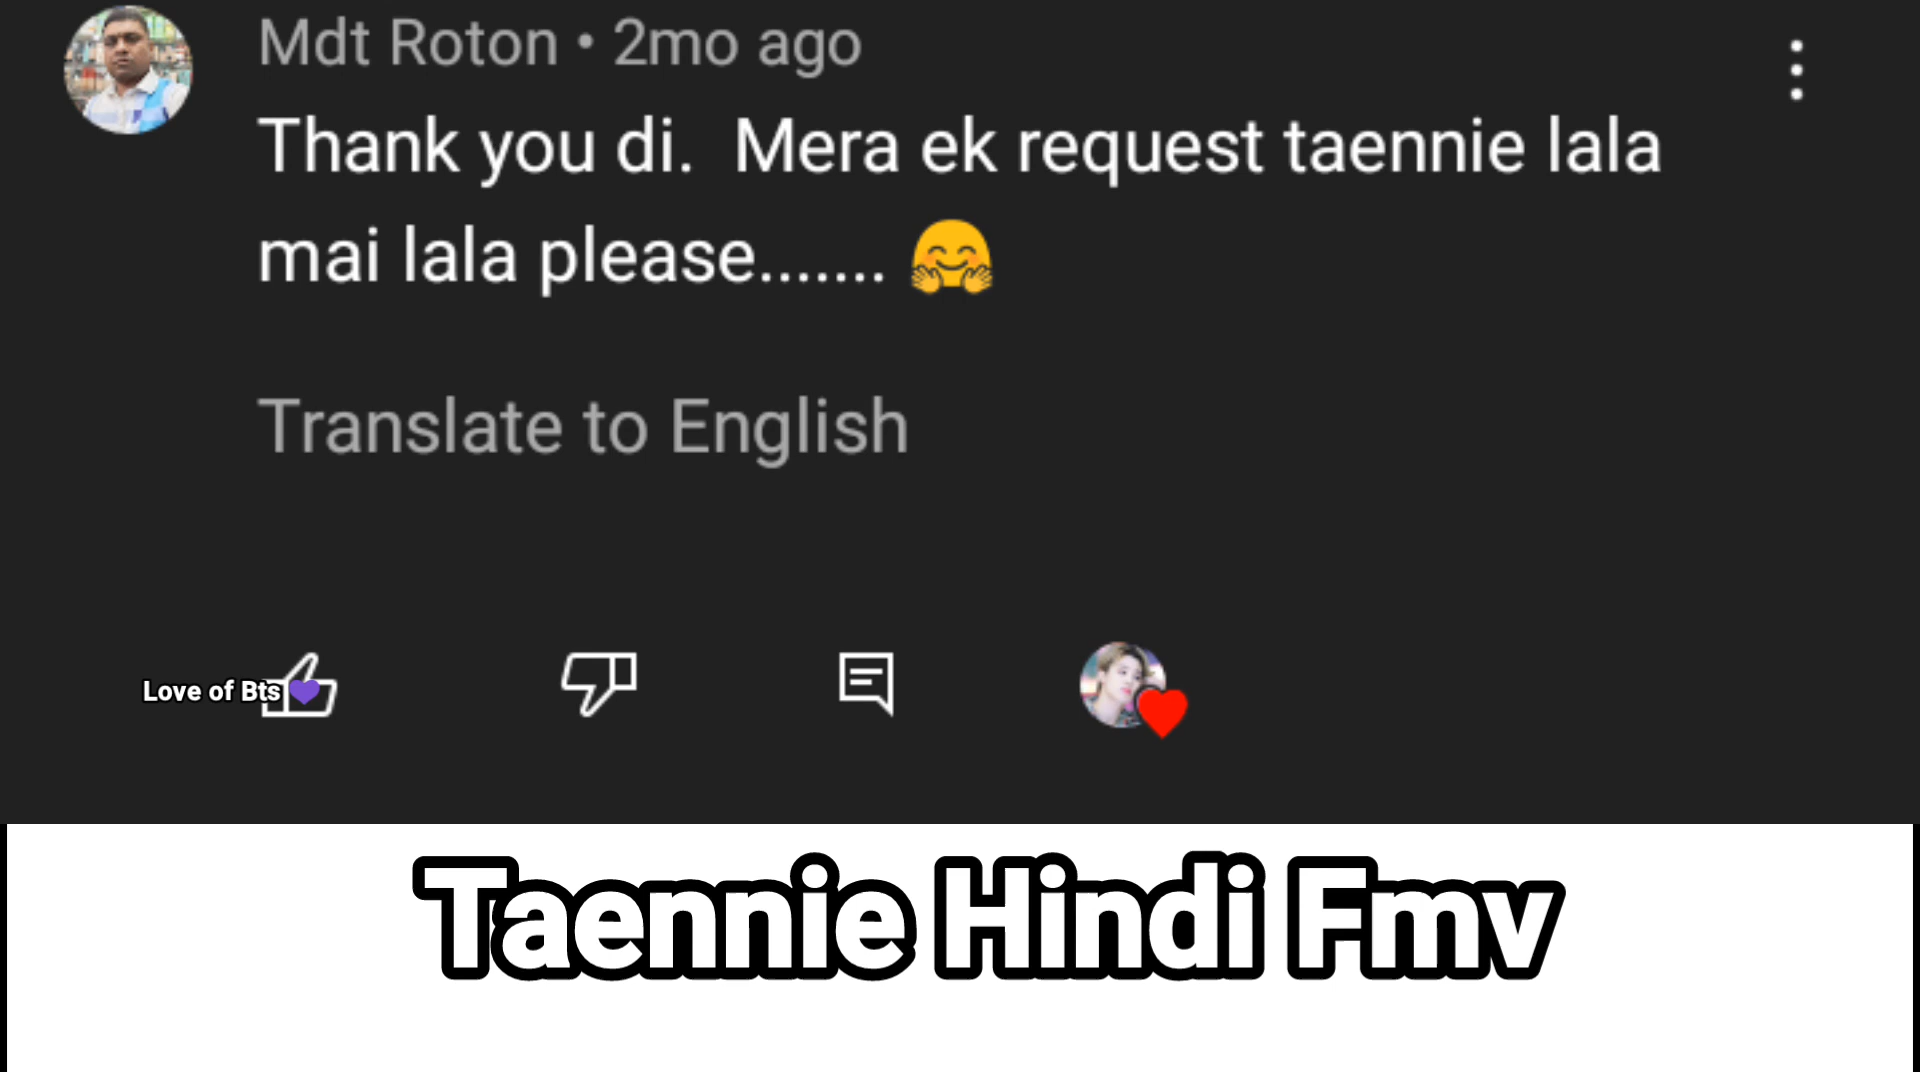 Mdt Roton • 2mo ago
Thank you di. Mera ek request taennie lala
mai lala please....... 🤗
Translate to English
Love of Bts 💜
Taennie Hindi Fmv